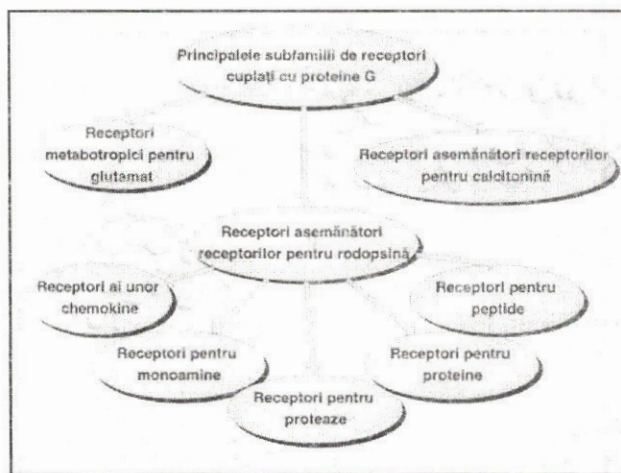 Principalele subfamilii de receptori
cuplați cu proteine G
Receptori
metabotropici pentru
glutamat
Receptori asemănători receptorilor
pentru calcitonină
Receptori asemănători
receptorilor pentru rodopsină
Receptori ai unor
chemokine
Receptori pentru
peptide
Receptori pentru
monoamine
Receptori pentru
proteine
Receptori pentru
proteaze